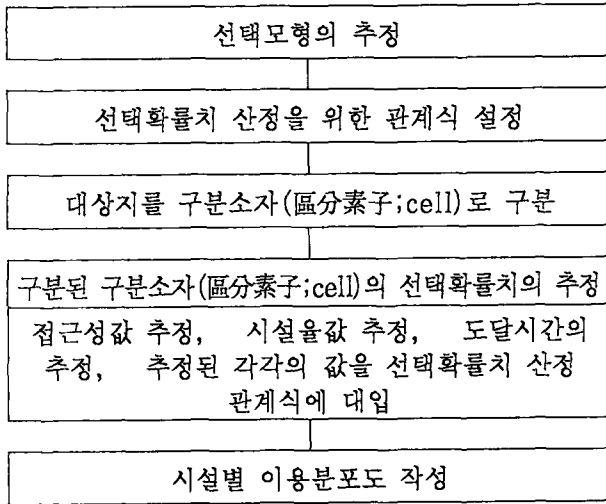 선택모형의 추정
선택확률치 산정을 위한 관계식 설정
대상지를 구분소자(區分素子;cell)로 구분
구분된 구분소자(區分素子;cell)의 선택확률치의 추정
접근성값 추정, 시설율값 추정, 도달시간의
추정, 추정된 각각의 값을 선택확률치 산정
관계식에 대입
시설별 이용분포도 작성